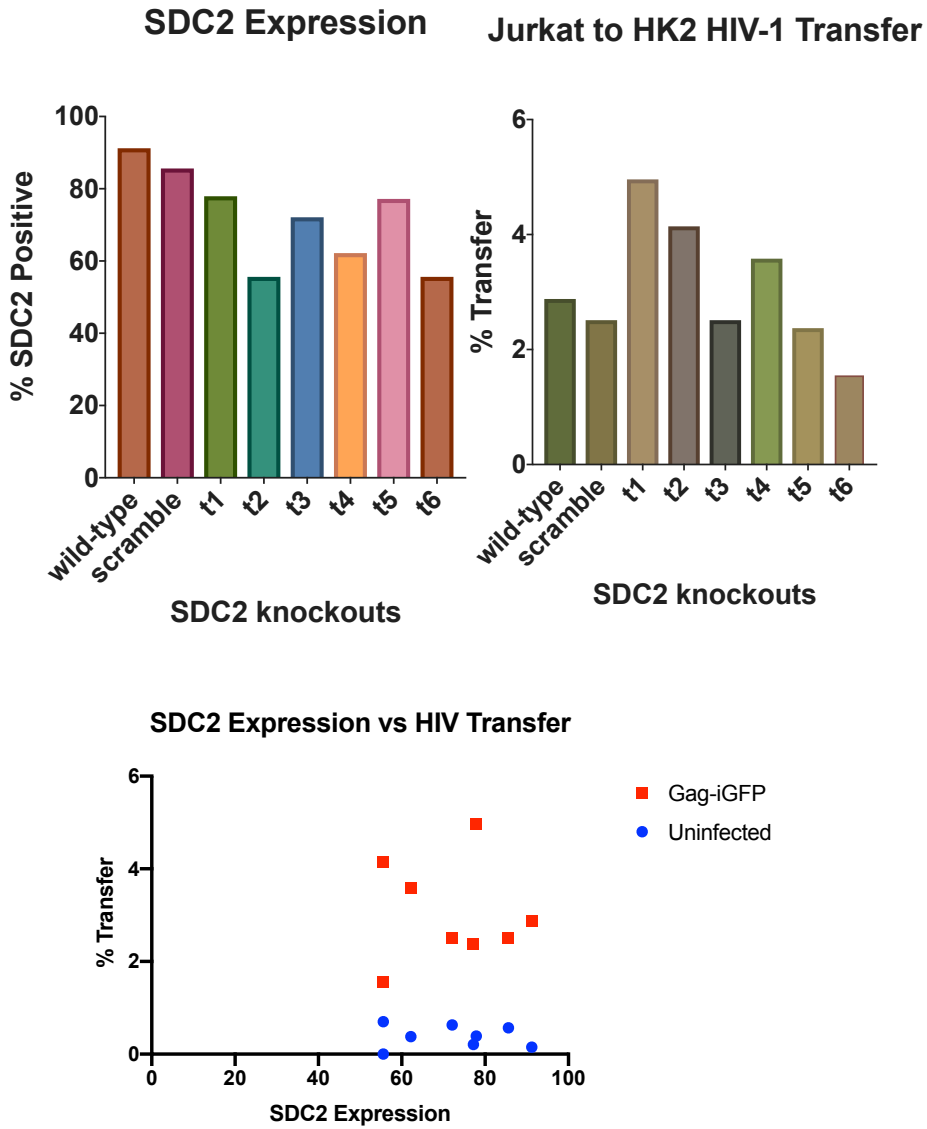 SDC2 Expression
% SDC2 Positive
100
80
60
40
20
0
wild-type
scramble
t1
t2
t3
t4
t5
t6
SDC2 knockouts
Jurkat to HK2 HIV-1 Transfer
% Transfer
6
4
2
0
wild-type
scramble
t1
t2
t3
t4
t5
t6
SDC2 knockouts
SDC2 Expression vs HIV Transfer
% Transfer
6
4
2
0
0
20
40
60
80
100
SDC2 Expression
Gag-iGFP
Uninfected